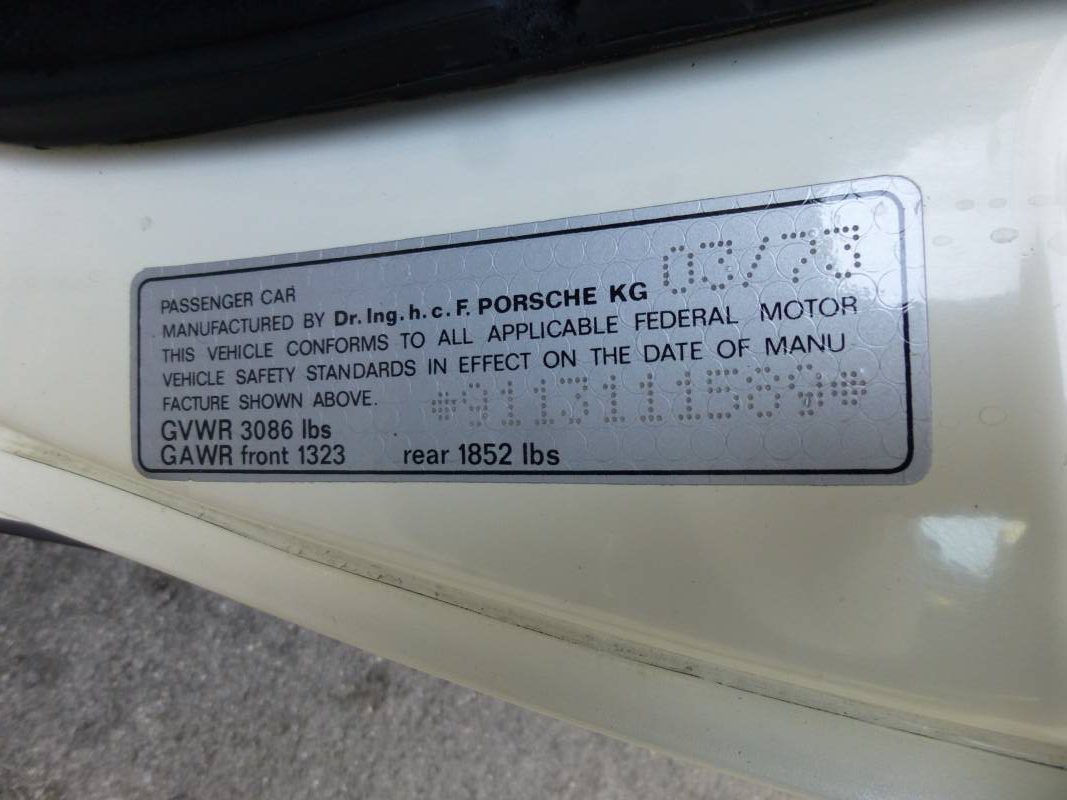 PASSENGER CAR
MANUFACTURED BY Dr. Ing. h. c. F. PORSCHE KG 03/73
THIS VEHICLE CONFORMS TO ALL APPLICABLE FEDERAL MOTOR
VEHICLE SAFETY STANDARDS IN EFFECT ON THE DATE OF MANU
FACTURE SHOWN ABOVE.
GVWR 3086 lbs
GAWR front 1323 rear 1852 lbs